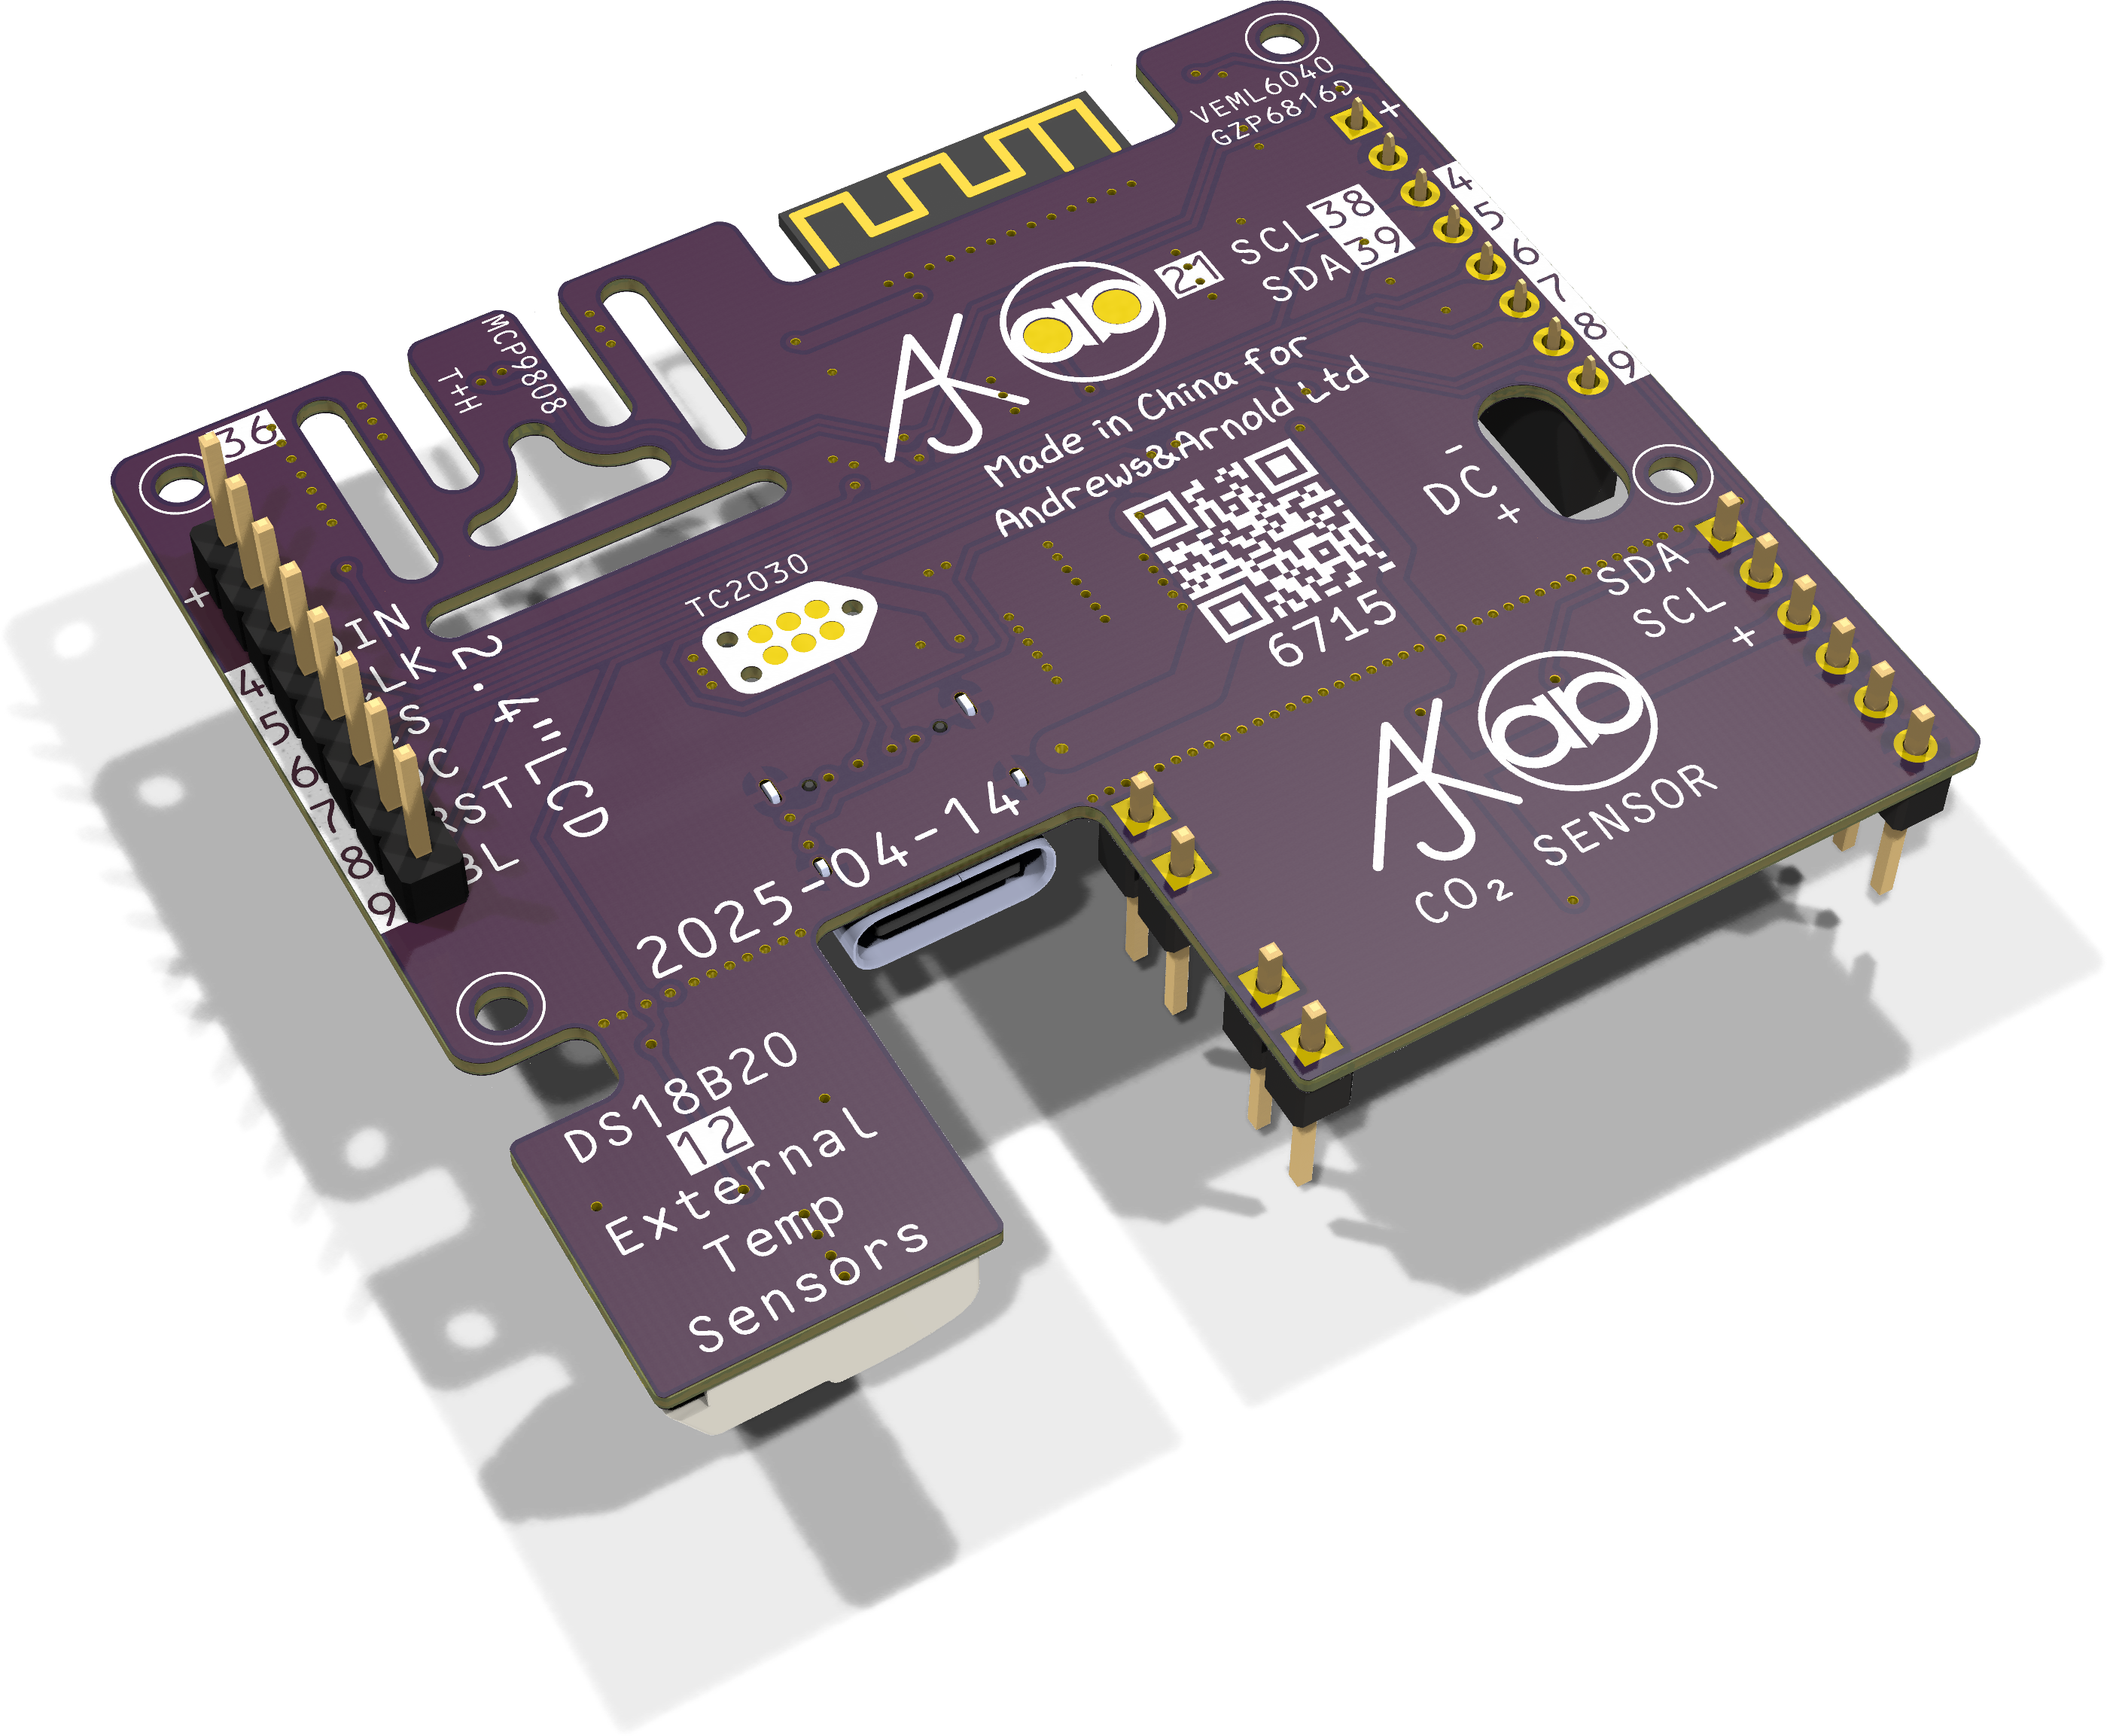 VEML6040
GZP6816D
+
4
5
6
7
8
9
SCL 38
SDA 39
21
AJK
Made in China for
Andrews&Arnold Ltd
6715
- DC +
MCP9808
T+H
36
+
TC2030
2.4" LCD
RST
4
5
6
7
8
9
2025-04-14
SDA
SCL
+
AJK
CO₂ SENSOR
DS18B20
12
External
Temp
Sensors